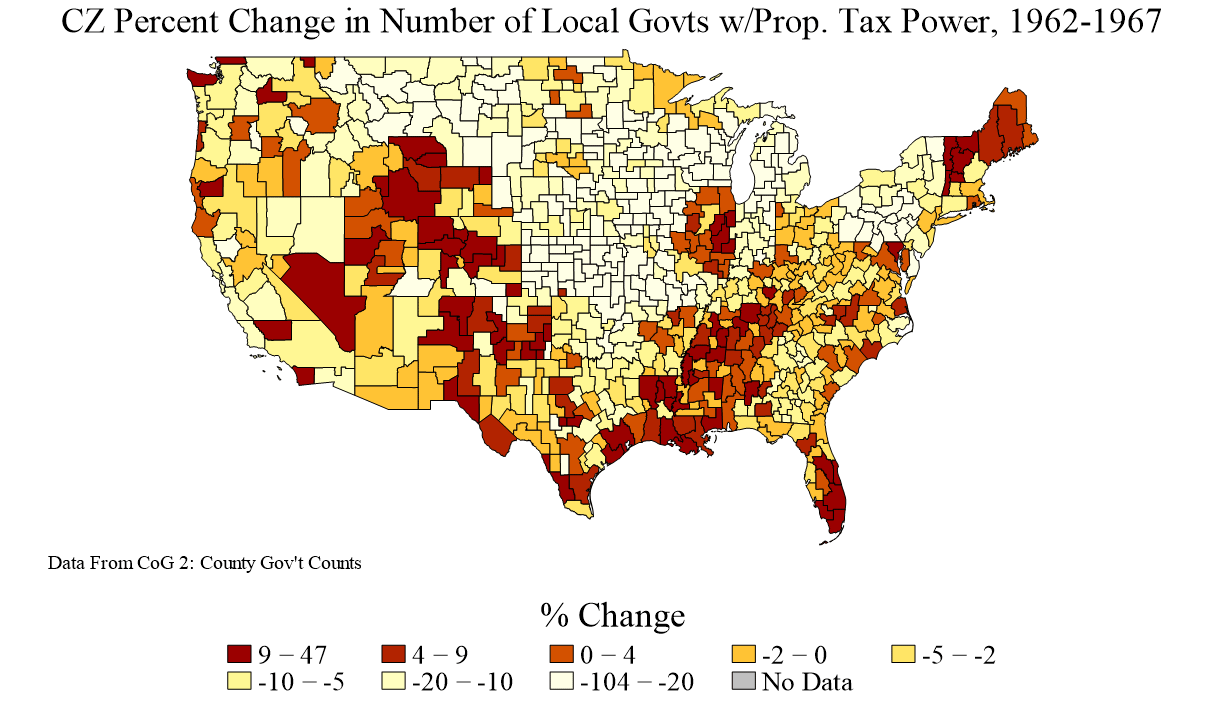 CZ Percent Change in Number of Local Govts w/Prop. Tax Power, 1962-1967
Data From CoG 2: County Gov't Counts
% Change
9 − 47
4 − 9
0 − 4
-2 − 0
-5 − -2
-10 − -5
-20 − -10
-104 − -20
No Data